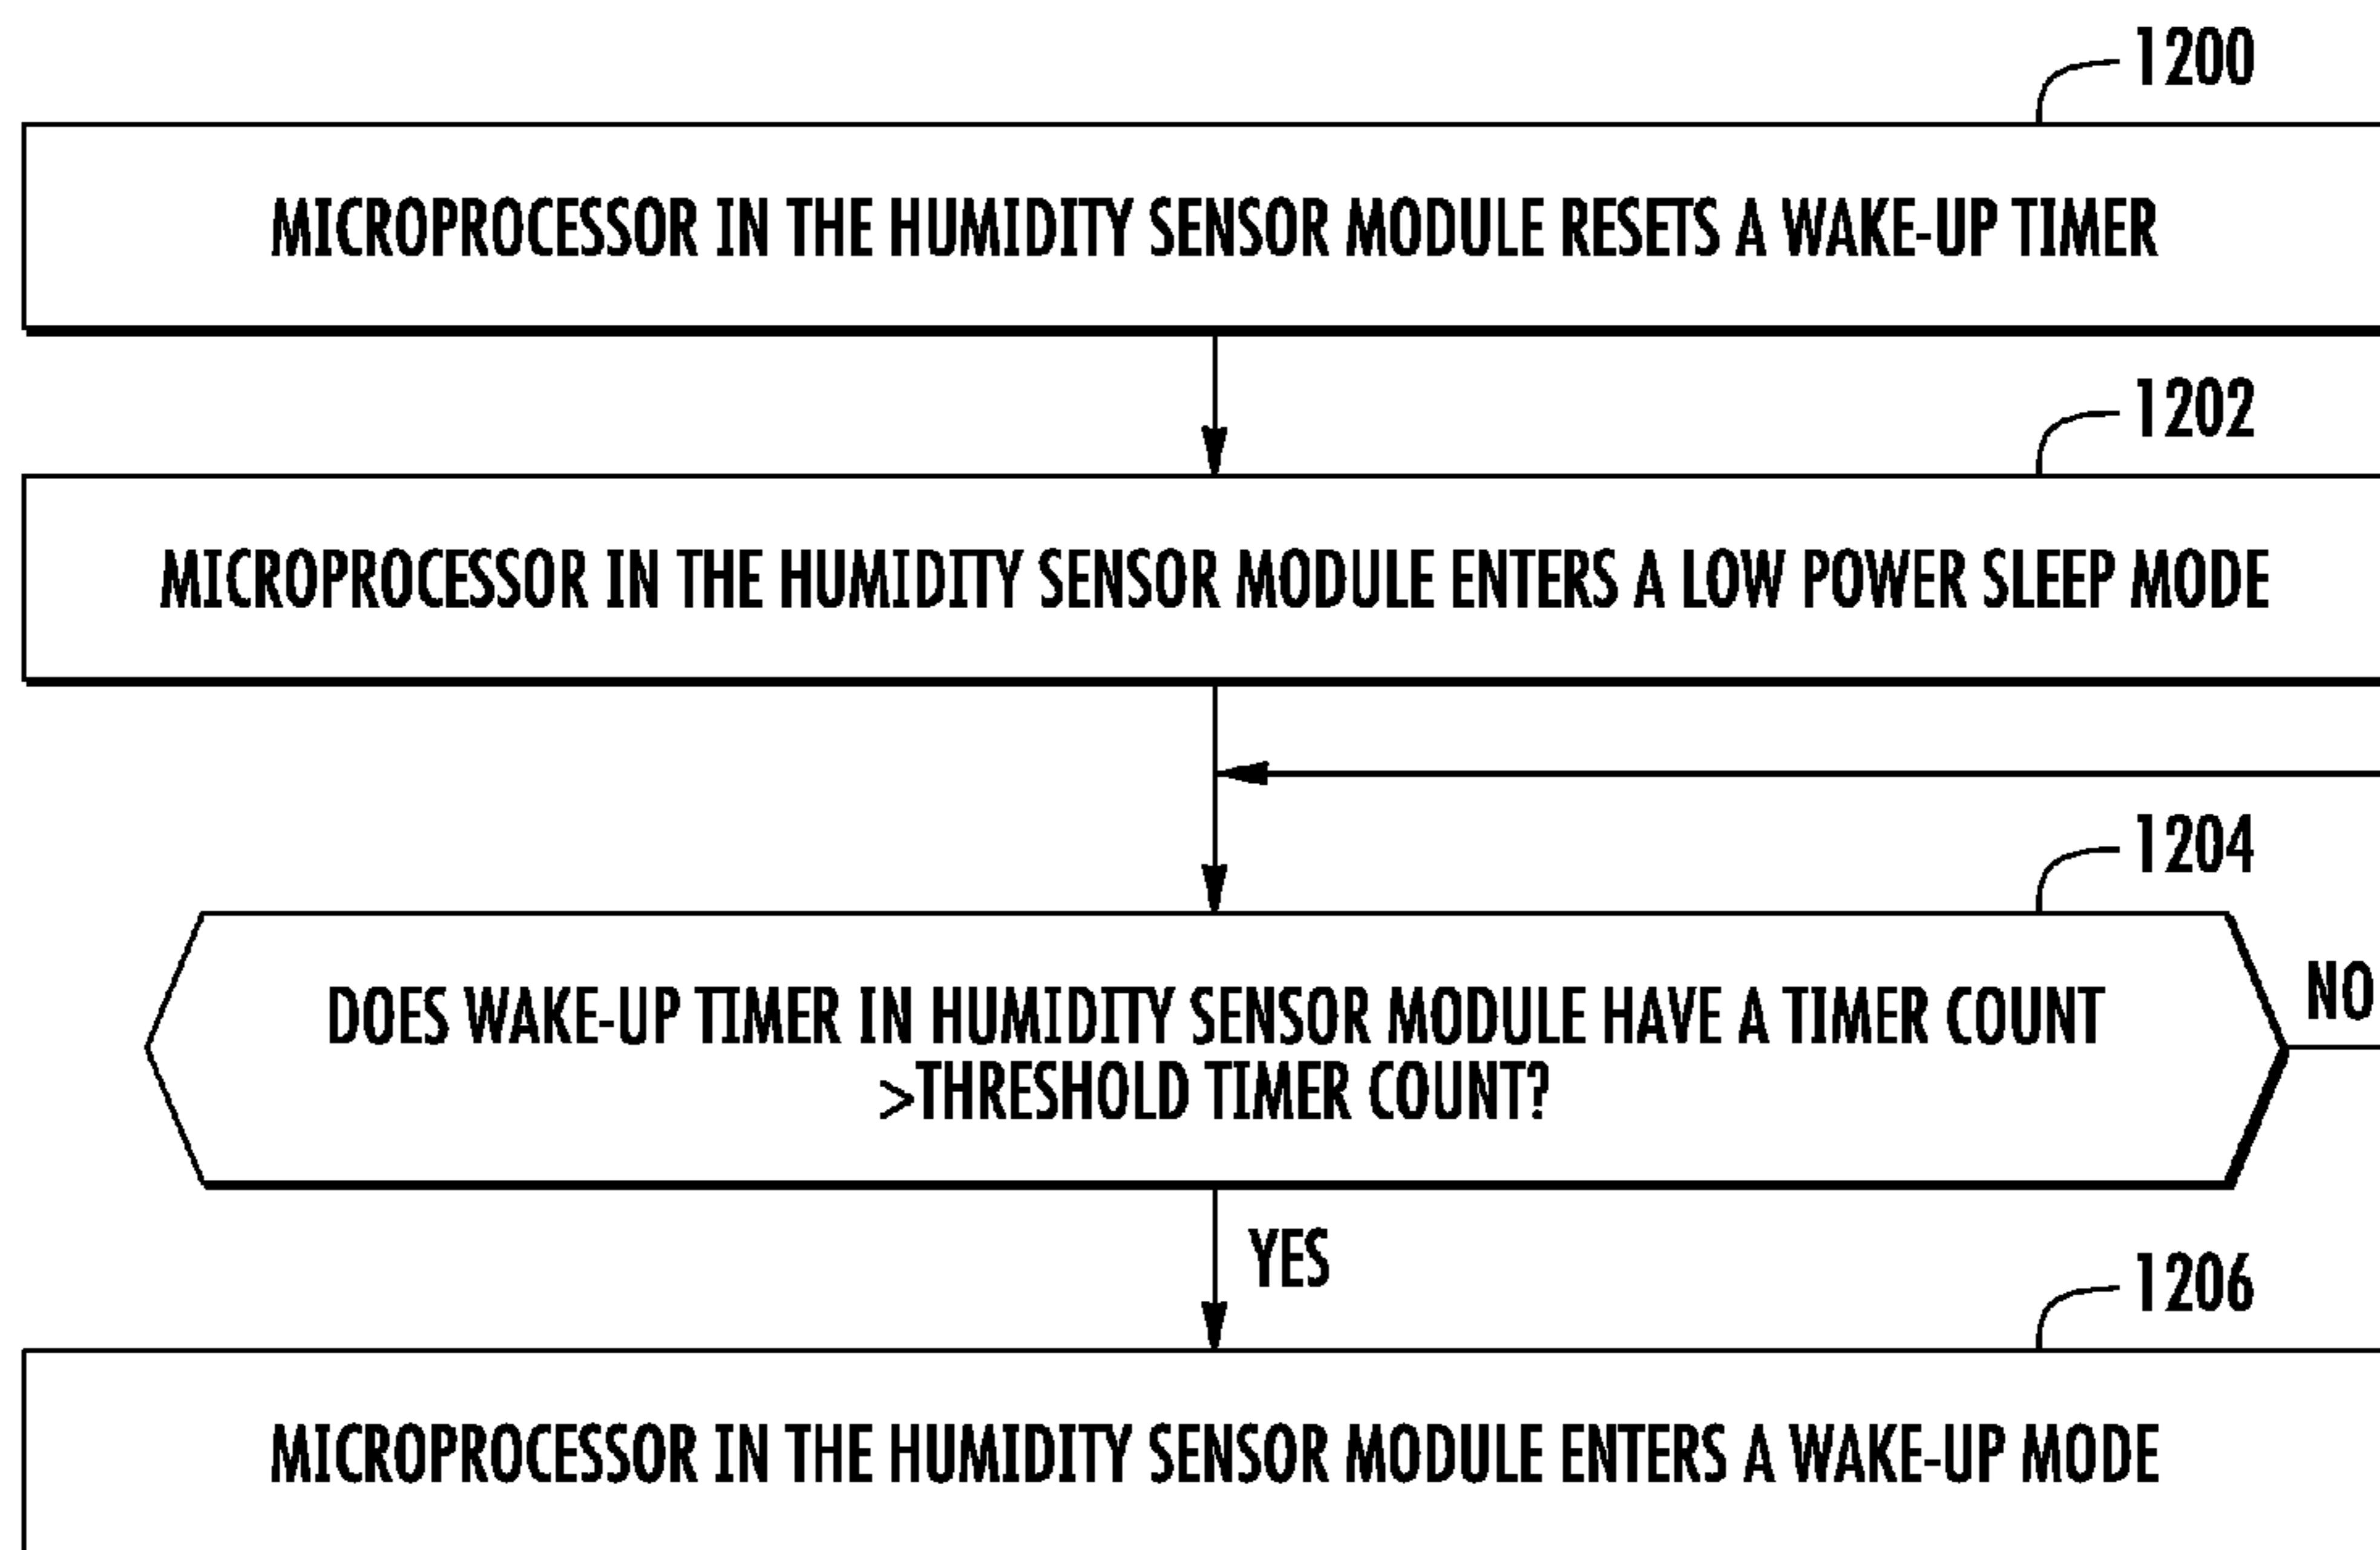 1200
MICROPROCESSOR IN THE HUMIDITY SENSOR MODULE RESETS A WAKE-UP TIMER
1202
MICROPROCESSOR IN THE HUMIDITY SENSOR MODULE ENTERS A LOW POWER SLEEP MODE
1204
DOES WAKE-UP TIMER IN HUMIDITY SENSOR MODULE HAVE A TIMER COUNT
>THRESHOLD TIMER COUNT?
NO
YES
1206
MICROPROCESSOR IN THE HUMIDITY SENSOR MODULE ENTERS A WAKE-UP MODE